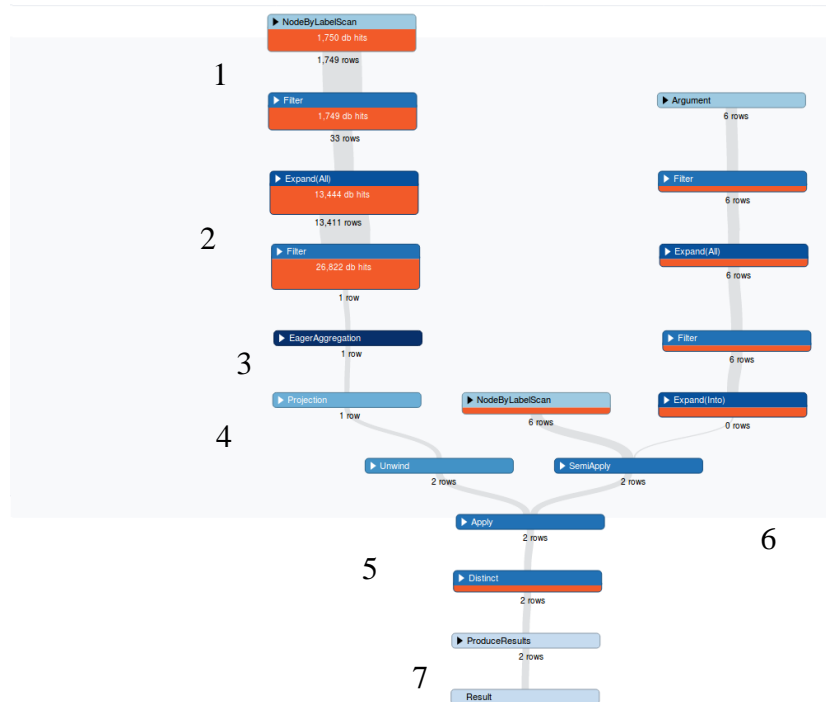 NodeByLabelScan
1,750 db hits
1,749 rows
1
Filter
1,749 db hits
33 rows
Argument
6 rows
Expand(All)
13,444 db hits
13,411 rows
Filter
6 rows
2
Filter
26,822 db hits
1 row
Expand(All)
6 rows
EagerAggregation
1 row
Filter
6 rows
3
Projection
1 row
NodeByLabelScan
6 rows
Expand(Into)
0 rows
4
Unwind
2 rows
SemiApply
2 rows
Apply
2 rows
6
5
Distinct
2 rows
ProduceResults
2 rows
7
Result